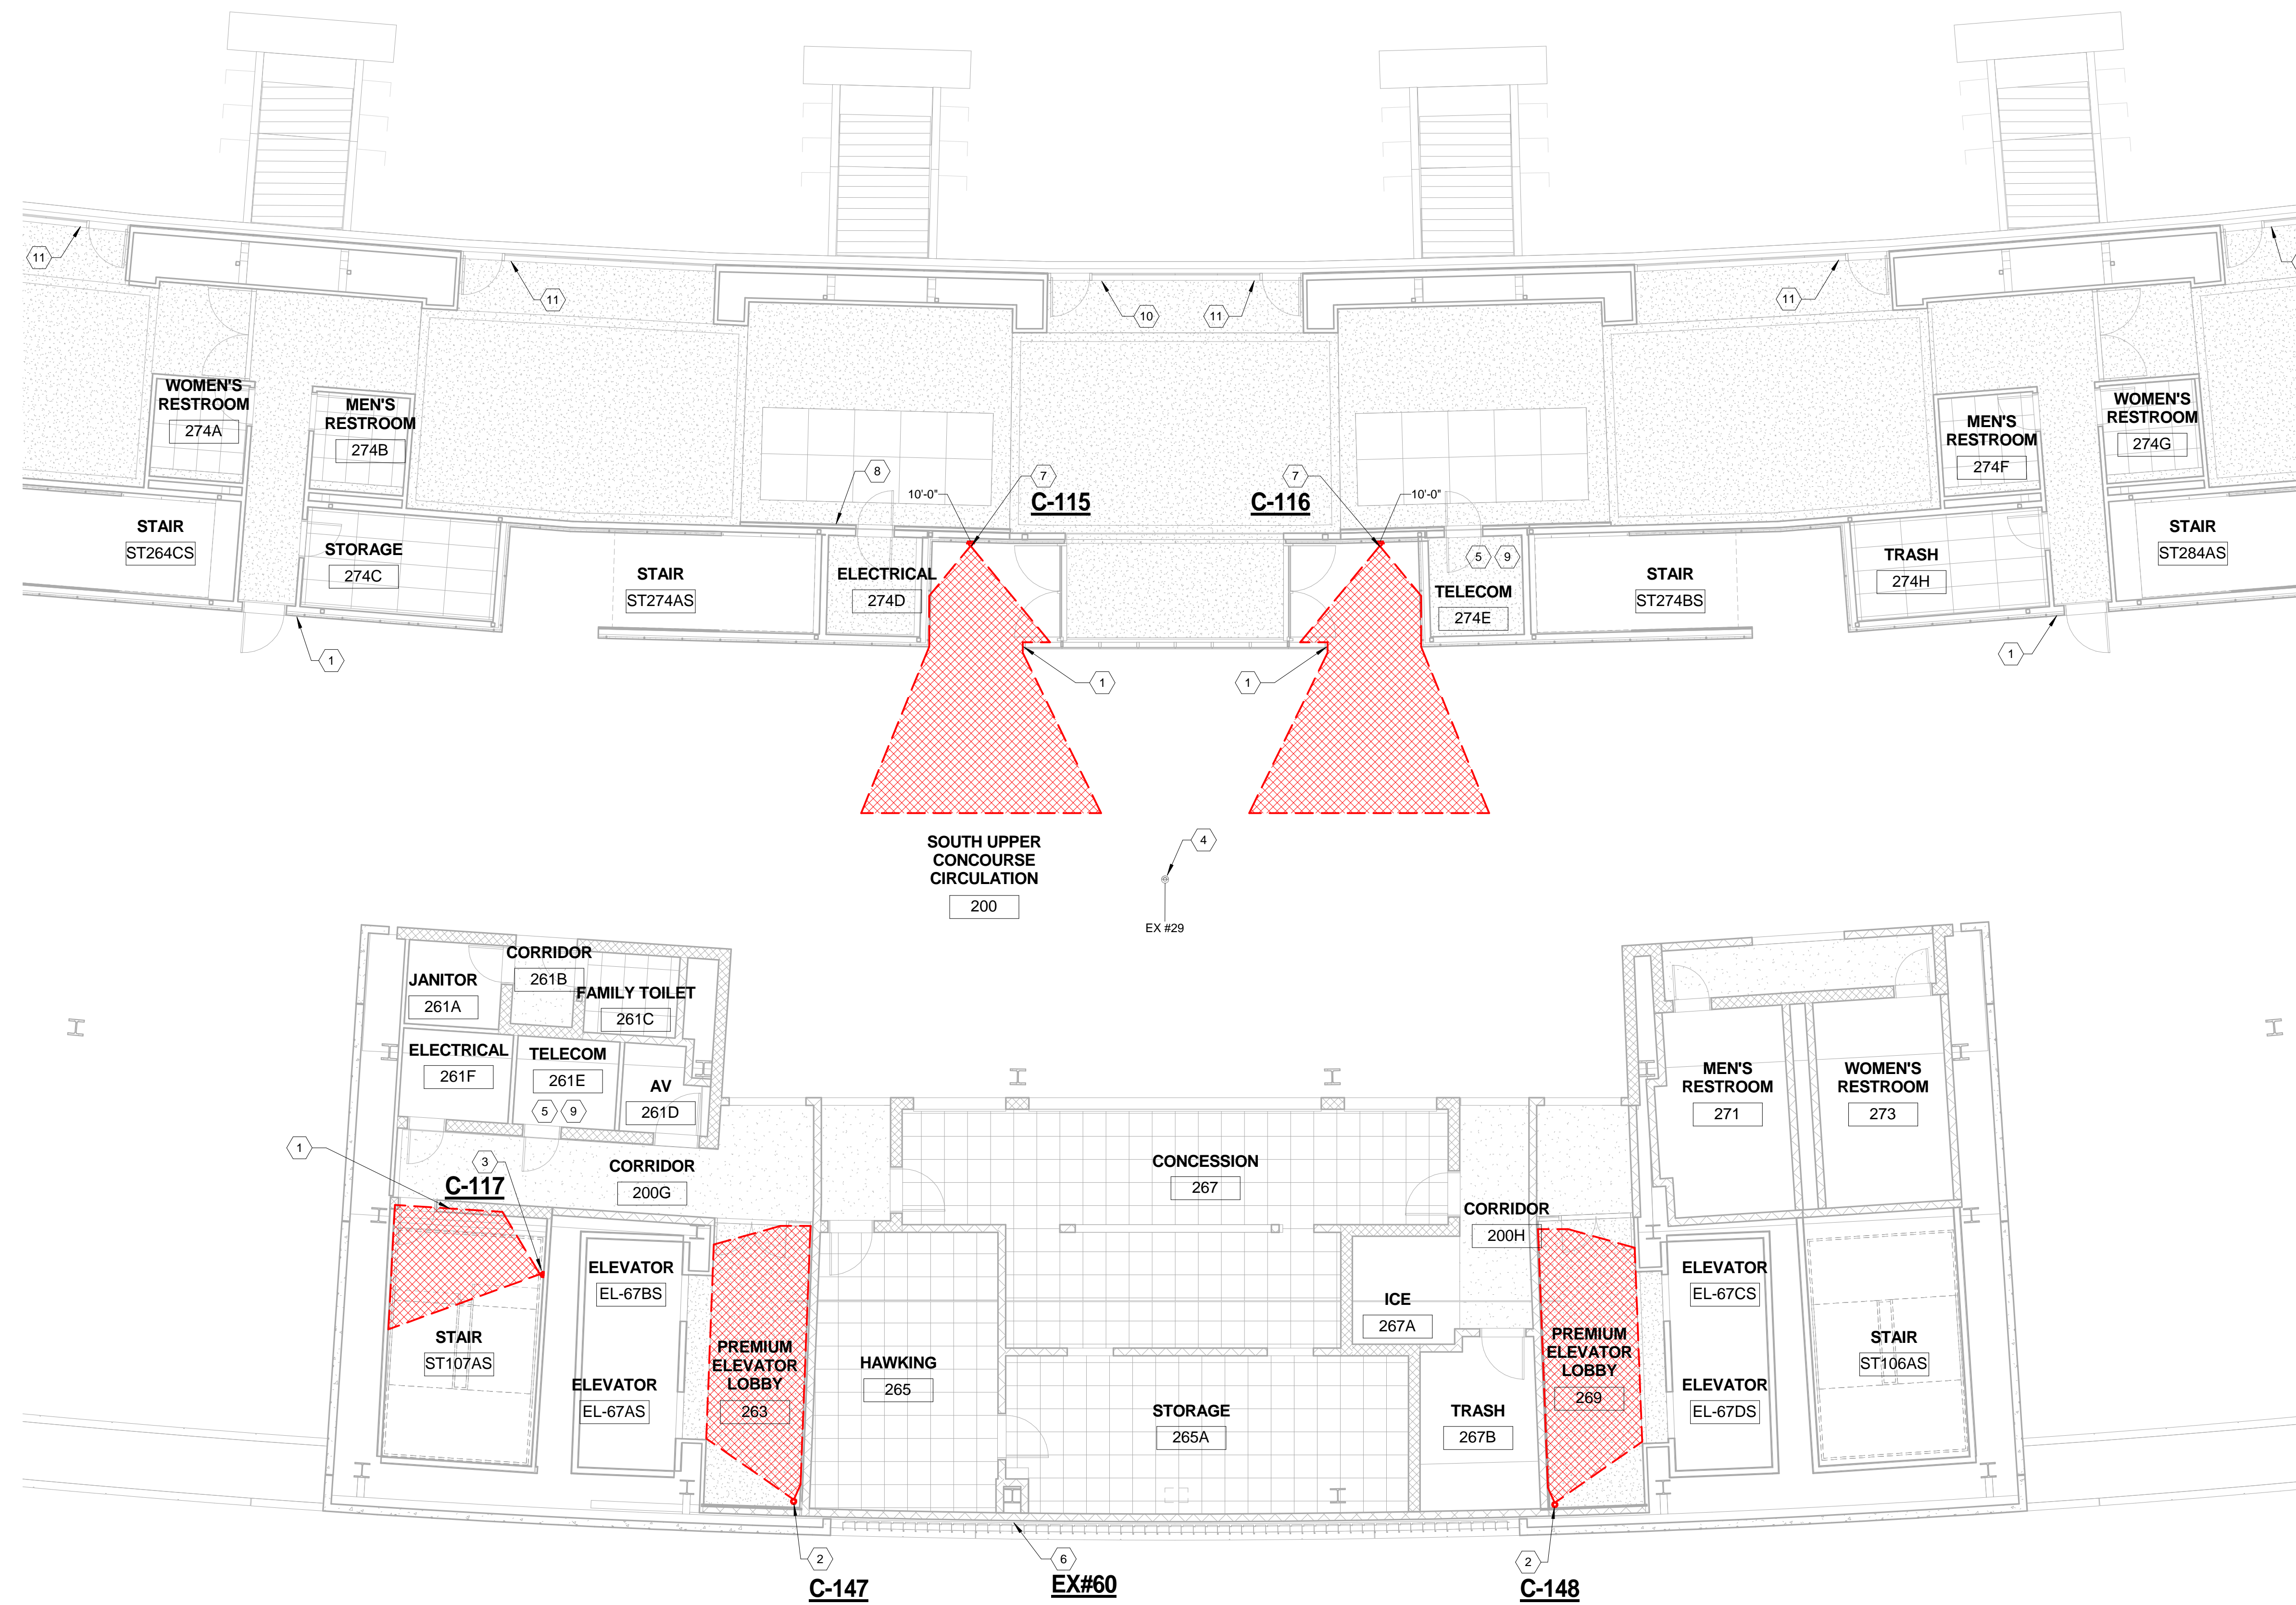 11
11
10
11
11
WOMEN'S
RESTROOM
274A
MEN'S
RESTROOM
274B
MEN'S
RESTROOM
274F
WOMEN'S
RESTROOM
274G
8
7
10'-0"
C-115
7
C-116
10'-0"
STAIR
ST264CS
STORAGE
274C
STAIR
ST274AS
ELECTRICAL
274D
5
9
TELECOM
274E
STAIR
ST274BS
TRASH
274H
STAIR
ST284AS
1
1
1
1
SOUTH UPPER
CONCOURSE
CIRCULATION
200
4
EX #29
CORRIDOR
261B
JANITOR
261A
FAMILY TOILET
261C
ELECTRICAL
261F
TELECOM
261E
5
9
AV
261D
MEN'S
RESTROOM
271
WOMEN'S
RESTROOM
273
1
3
C-117
CORRIDOR
200G
CONCESSION
267
CORRIDOR
200H
ELEVATOR
EL-67BS
ELEVATOR
EL-67CS
ICE
267A
STAIR
ST107AS
PREMIUM
ELEVATOR
LOBBY
263
HAWKING
265
PREMIUM
ELEVATOR
LOBBY
269
STAIR
ST106AS
ELEVATOR
EL-67AS
STORAGE
265A
TRASH
267B
ELEVATOR
EL-67DS
2
C-147
6
EX#60
2
C-148